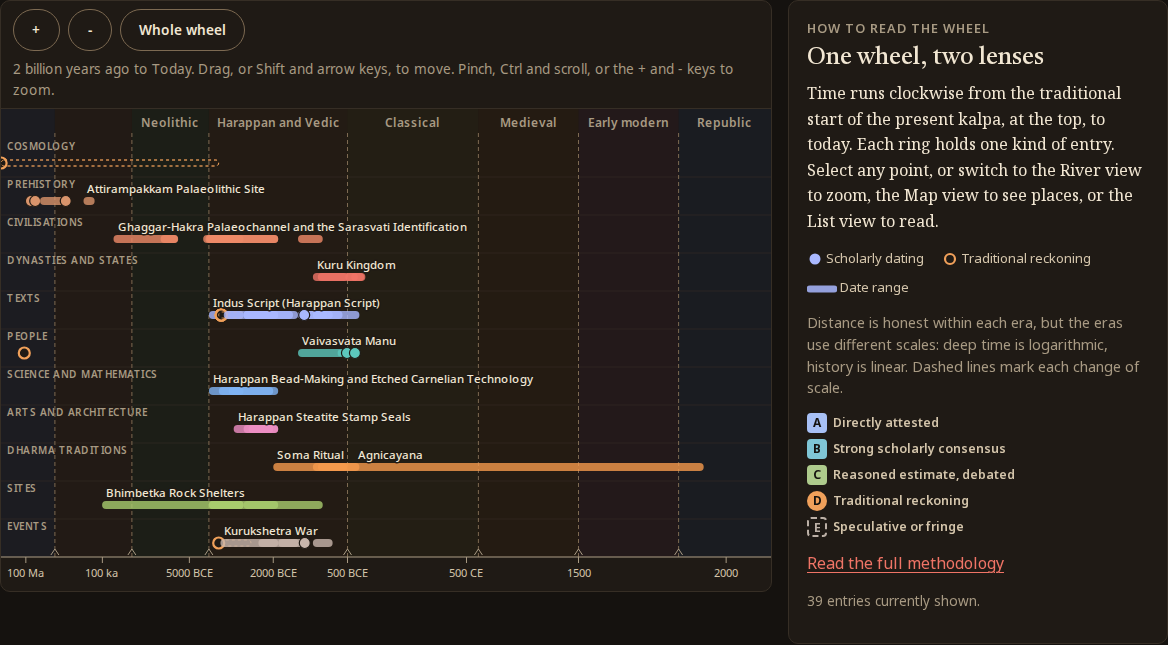 + - Whole wheel
2 billion years ago to Today. Drag, or Shift and arrow keys, to move. Pinch, Ctrl and scroll, or the + and - keys to
zoom.
Neolithic Harappan and Vedic Classical Medieval Early modern Republic
COSMOLOGY
PREHISTORY
Attirampakkam Palaeolithic Site
CIVILISATIONS
Ghaggar-Hakra Palaeochannel and the Sarasvati Identification
DYNASTIES AND STATES
Kuru Kingdom
TEXTS
Indus Script (Harappan Script)
PEOPLE
Vaivasvata Manu
SCIENCE AND MATHEMATICS
Harappan Bead-Making and Etched Carnelian Technology
ARTS AND ARCHITECTURE
Harappan Steatite Stamp Seals
DHARMA TRADITIONS
Soma Ritual Agnicayana
SITES
Bhimbetka Rock Shelters
EVENTS
Kurukshetra War
100 Ma 100 ka 5000 BCE 2000 BCE 500 BCE 500 CE 1500 2000
HOW TO READ THE WHEEL
One wheel, two lenses
Time runs clockwise from the traditional
start of the present kalpa, at the top, to
today. Each ring holds one kind of entry.
Select any point, or switch to the River view
to zoom, the Map view to see places, or the
List view to read.
Scholarly dating Traditional reckoning
Date range
Distance is honest within each era, but the eras
use different scales: deep time is logarithmic,
history is linear. Dashed lines mark each change of
scale.
A Directly attested
B Strong scholarly consensus
C Reasoned estimate, debated
D Traditional reckoning
E Speculative or fringe
Read the full methodology
39 entries currently shown.